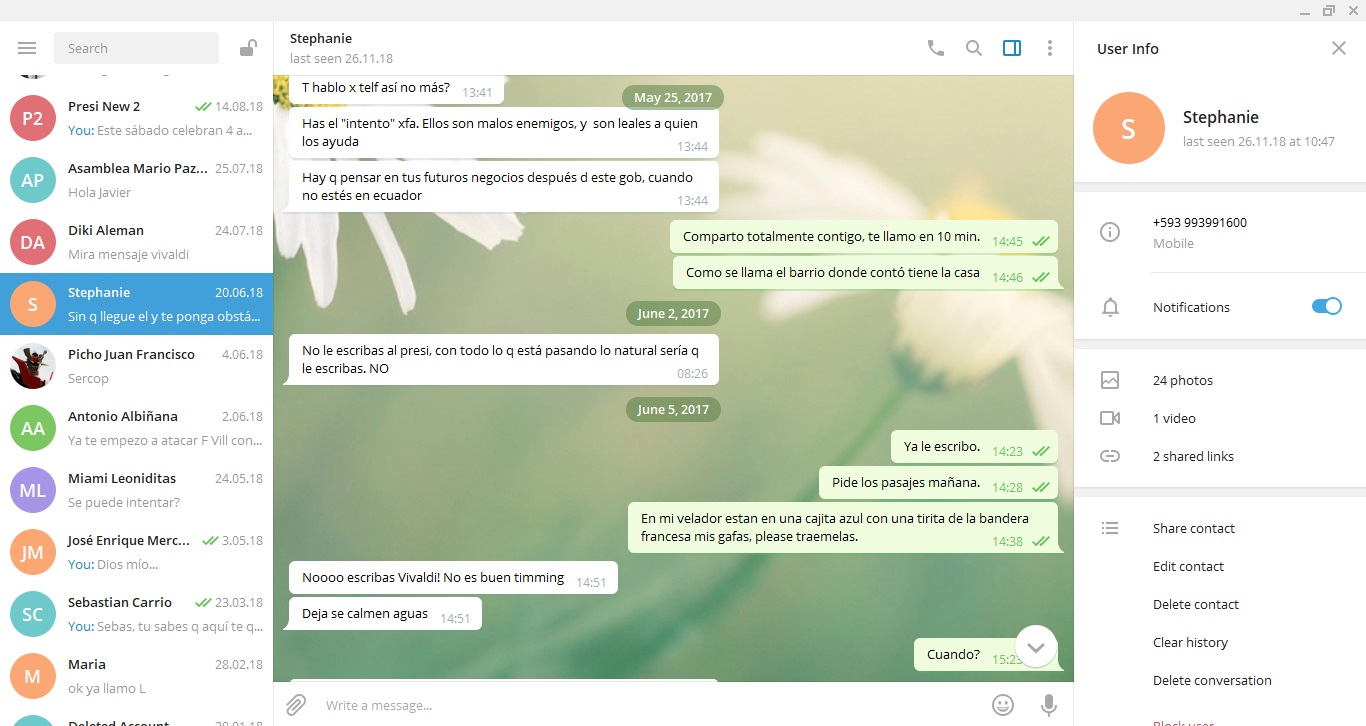 Search
Presi New 2 14.08.18
You: Este sábado celebran 4 a...
Asamblea Mario Paz... 25.07.18
Hola Javier
Diki Aleman 24.07.18
Mira mensaje vivaldi
Stephanie 20.06.18
Sin q llegue el y te ponga obstá...
Picho Juan Francisco 4.06.18
Sercop
Antonio Albiñana 2.06.18
Ya te empezo a atacar F Vill con...
Miami Leoniditas 24.05.18
Se puede intentar?
José Enrique Merc... 3.05.18
You: Dios mío...
Sebastian Carrio 23.03.18
You: Sebas, tu sabes q aquí te q...
Maria 28.02.18
ok ya llamo L
Deleted Account
P2
AP
DA
S
AA
ML
JM
SC
M
Stephanie
last seen 26.11.18
T hablo x telf así no más? 13:41
May 25, 2017
Has el "intento" xfa. Ellos son malos enemigos, y  son leales a quien
los ayuda
13:44
Hay q pensar en tus futuros negocios después d este gob, cuando
no estés en ecuador
13:44
Comparto totalmente contigo, te llamo en 10 min. 14:45
Como se llama el barrio donde contó tiene la casa 14:46
June 2, 2017
No le escribas al presi, con todo lo q está pasando lo natural sería q
le escribas. NO
08:26
June 5, 2017
Ya le escribo. 14:23
Pide los pasajes mañana. 14:28
En mi velador estan en una cajita azul con una tirita de la bandera
francesa mis gafas, please traemelas.
14:38
Noooo escribas Vivaldi! No es buen timming 14:51
Deja se calmen aguas 14:51
Cuando?
Write a message...
User Info
S
Stephanie
last seen 26.11.18 at 10:47
+593 993991600
Mobile
Notifications
24 photos
1 video
2 shared links
Share contact
Edit contact
Delete contact
Clear history
Delete conversation
Block user